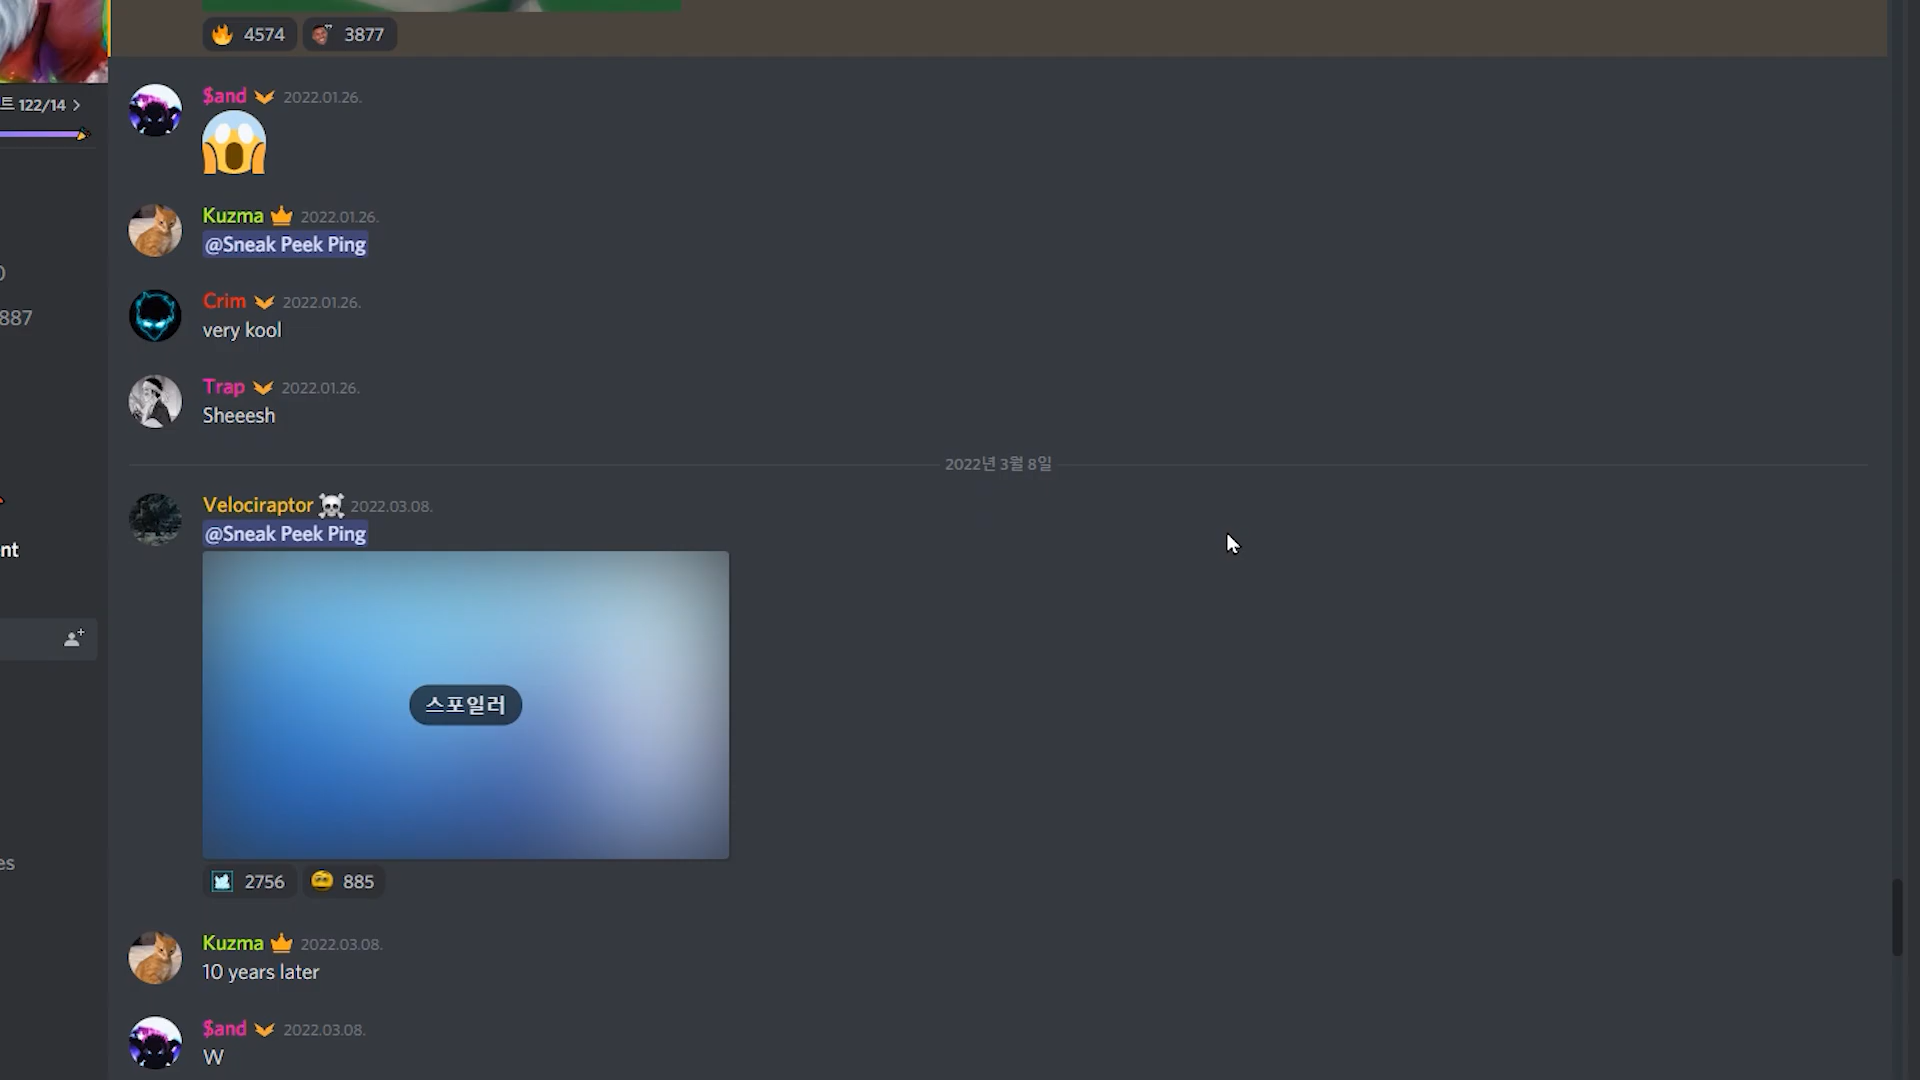 4574 3877
트 122/14
$and 2022.01.26.
Kuzma 2022.01.26.
@Sneak Peek Ping
Crim 2022.01.26.
887
very kool
Trap 2022.01.26.
Sheeesh
2022년 3월 8일
Velociraptor 2022.03.08.
@Sneak Peek Ping
nt
스포일러
es
2756 885
Kuzma 2022.03.08.
10 years later
$and 2022.03.08.
W